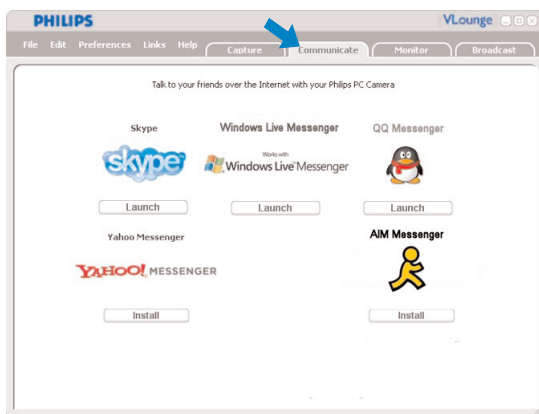 PHILIPS VLounge
File Edit Preferences Links Help Capture Communicate Monitor Broadcast
Talk to your friends over the Internet with your Philips PC Camera
Skype Windows Live Messenger QQ Messenger
skype Works with Windows Live Messenger
Launch Launch Launch
Yahoo Messenger AIM Messenger
YAHOO! MESSENGER
Install Install